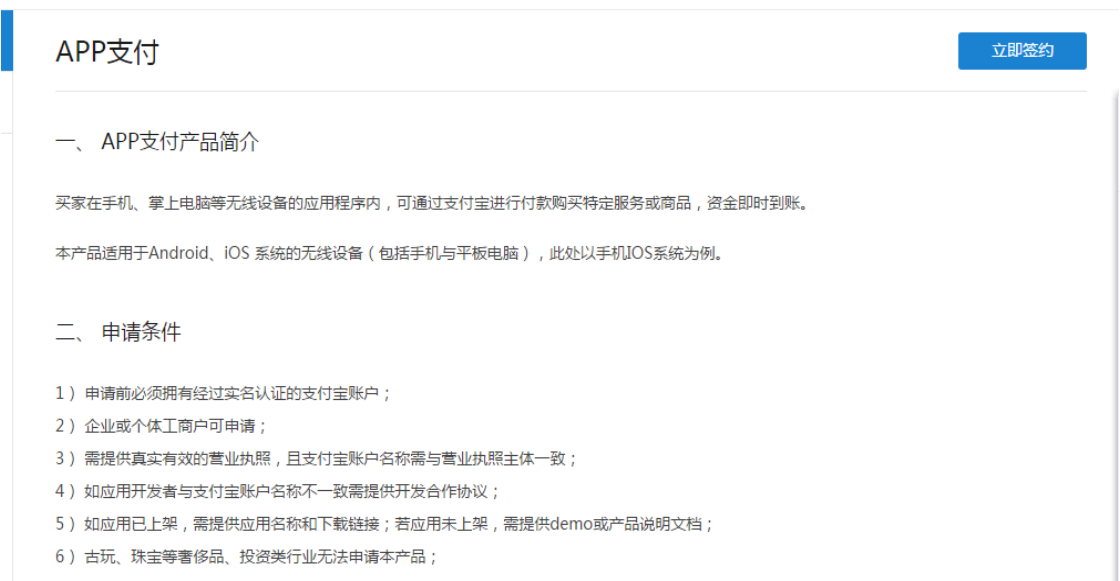 APP支付
立即签约
一、 APP支付产品简介
买家在手机、掌上电脑等无线设备的应用程序内，可通过支付宝进行付款购买特定服务或商品，资金即时到账。
本产品适用于Android、iOS 系统的无线设备（包括手机与平板电脑），此处以手机IOS系统为例。
二、 申请条件
1） 申请前必须拥有经过实名认证的支付宝账户；
2） 企业或个体工商户可申请；
3） 需提供真实有效的营业执照，且支付宝账户名称需与营业执照主体一致；
4） 如应用开发者与支付宝账户名称不一致需提供开发合作协议；
5） 如应用已上架，需提供应用名称和下载链接；若应用未上架，需提供demo或产品说明文档；
6） 古玩、珠宝等奢侈品、投资类行业无法申请本产品；